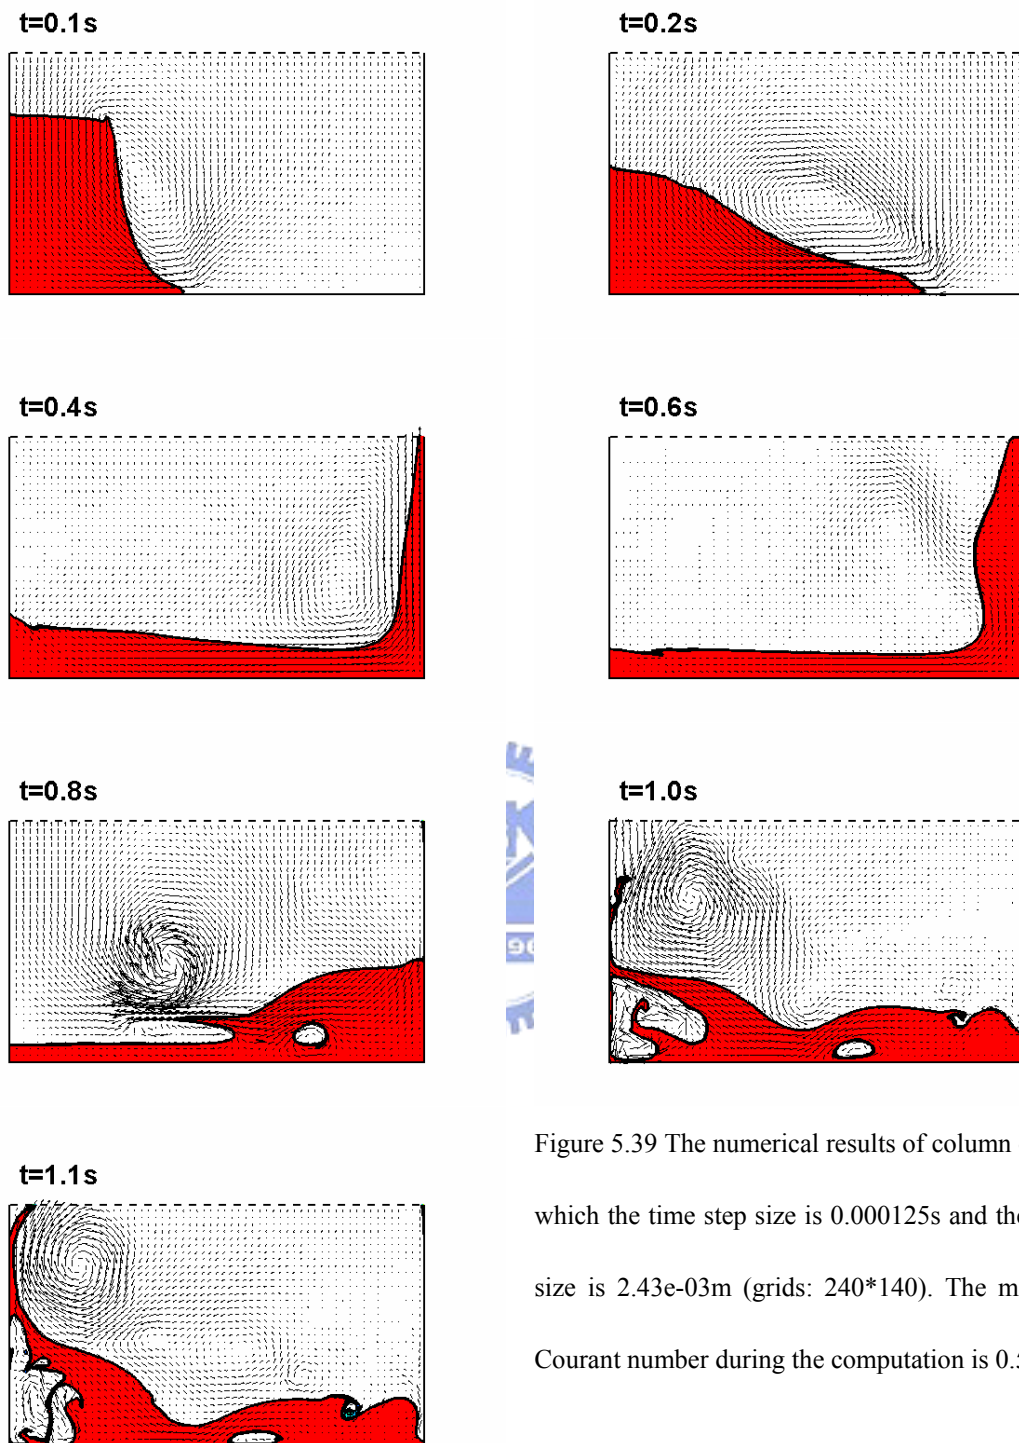 t=0.1s
t=0.2s
t=0.4s
t=0.6s
t=0.8s
t=1.0s
t=1.1s
Figure 5.39 The numerical results of column
which the time step size is 0.000125s and the
size is 2.43e-03m (grids: 240*140). The m
Courant number during the computation is 0.5